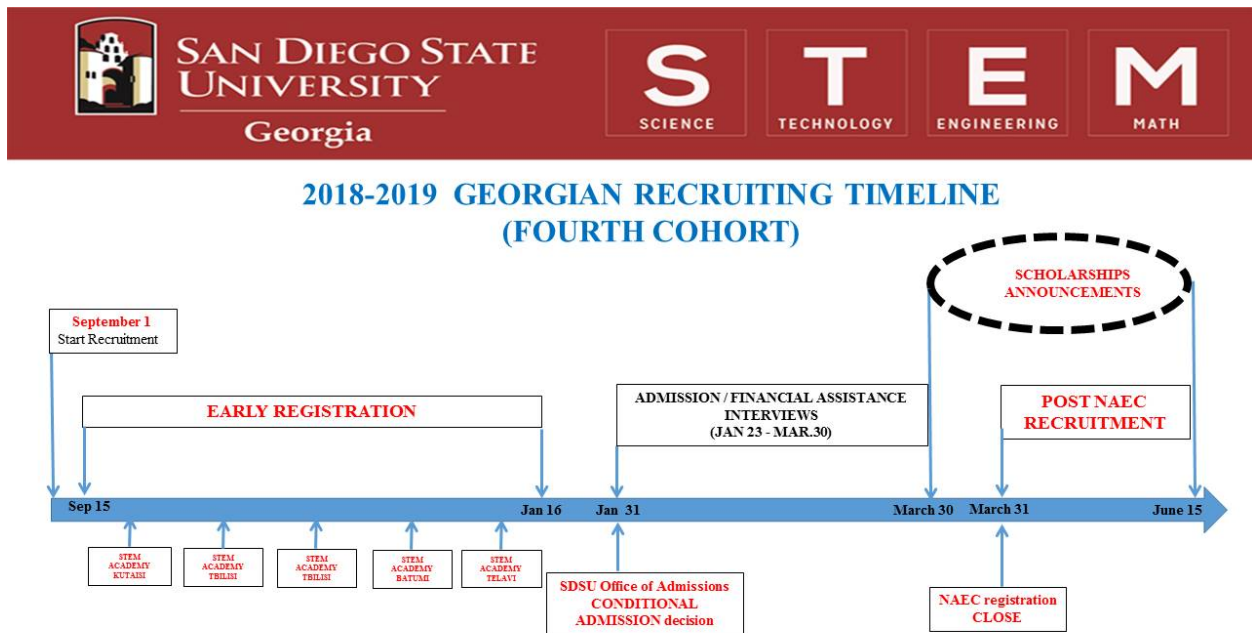 SAN DIEGO STATE
UNIVERSITY
Georgia
S
SCIENCE
T
TECHNOLOGY
E
ENGINEERING
M
MATH
2018-2019 GEORGIAN RECRUITING TIMELINE
(FOURTH COHORT)
SCHOLARSHIPS
ANNOUNCEMENTS
September 1
Start Recruitment
EARLY REGISTRATION
ADMISSION / FINANCIAL ASSISTANCE
INTERVIEWS
(JAN 23 - MAR.30)
POST NAEC
RECRUITMENT
Sep 15
Jan 16
Jan 31
March 30
March 31
June 15
STEM
ACADEMY
KUTAISI
STEM
ACADEMY
TBILISI
STEM
ACADEMY
TBILISI
STEM
ACADEMY
BATUMI
STEM
ACADEMY
TELAVI
SDSU Office of Admissions
CONDITIONAL
ADMISSION decision
NAEC registration
CLOSE